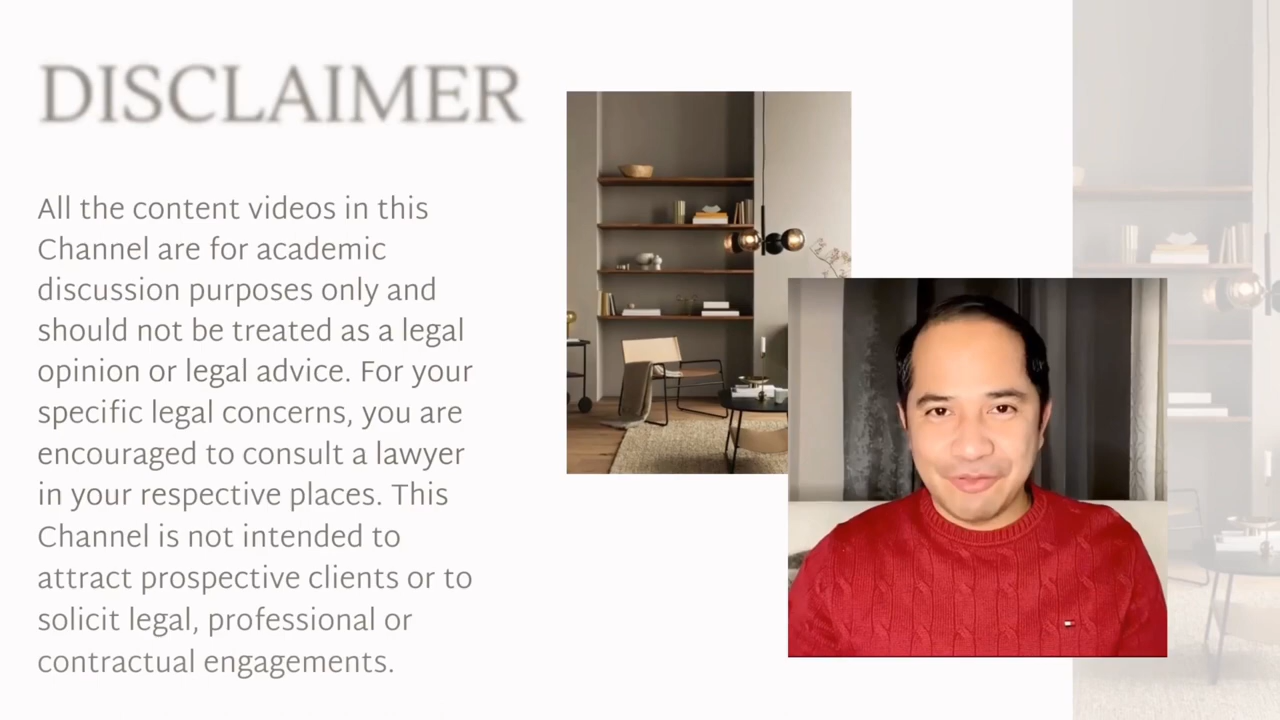 DISCLAIMER
All the content videos in this
Channel are for academic
discussion purposes only and
should not be treated as a legal
opinion or legal advice. For your
specific legal concerns, you are
encouraged to consult a lawyer
in your respective places. This
Channel is not intended to
attract prospective clients or to
solicit legal, professional or
contractual engagements.